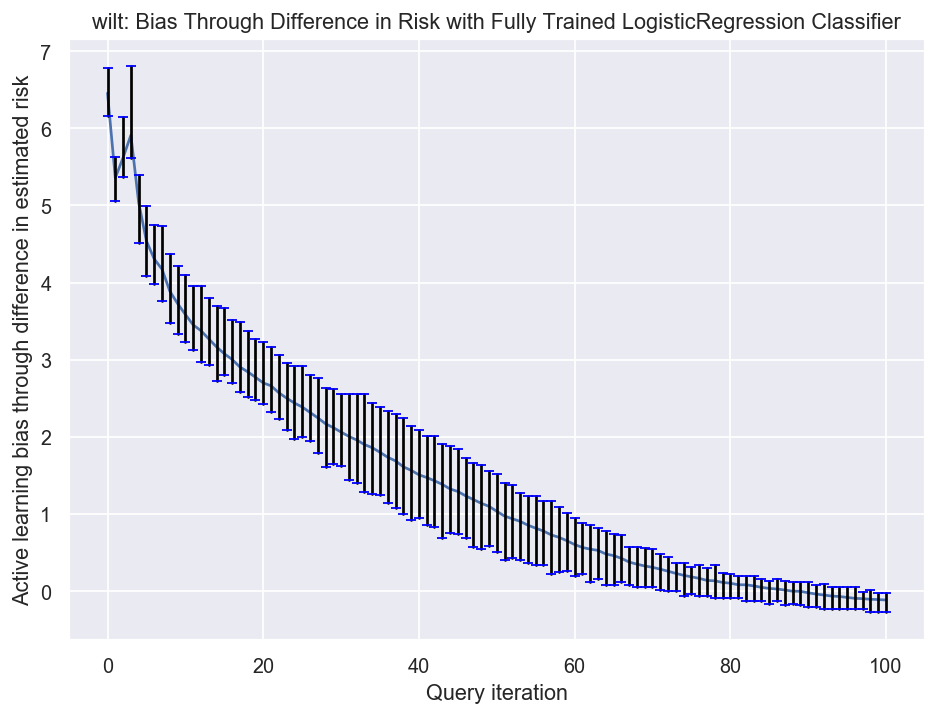 wilt: Bias Through Difference in Risk with Fully Trained LogisticRegression Classifier
Active learning bias through difference in estimated risk
7
6
5
4
3
2
1
0
0 20 40 60 80 100
Query iteration